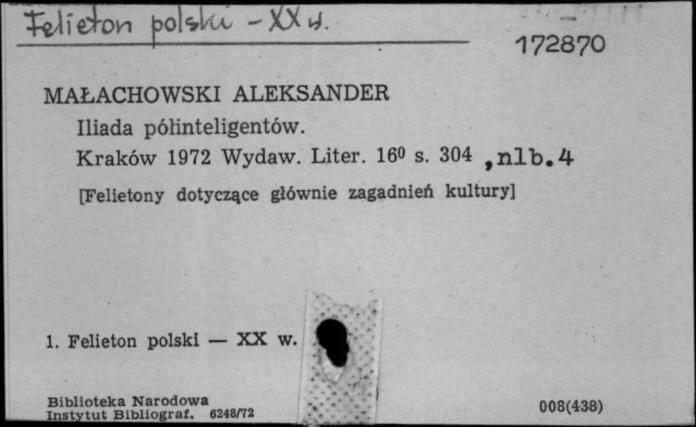 Felieton polski - XX w.
172870
MAŁACHOWSKI ALEKSANDER
Iliada półinteligentów.
Kraków 1972 Wydaw. Liter. 16⁰ s. 304 , nlb. 4
[Felietony dotyczące głównie zagadnień kultury]
1. Felieton polski — XX w.
Biblioteka Narodowa
Instytut Bibliograf. 6248/72
008(438)